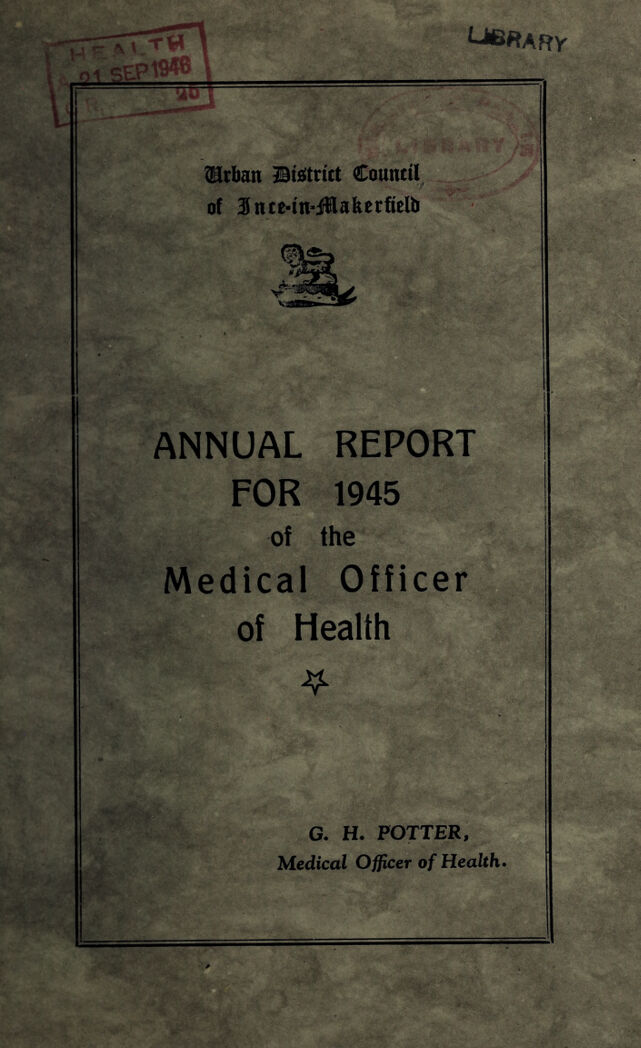 LIBRARY
HEALTH
21 SEP 1946
LIBRARY
Urban District Council
of Ince-in-Makerfield
ANNUAL REPORT
FOR 1945
of the
Medical Officer
of Health
G. H. POTTER,
Medical Officer of Health.